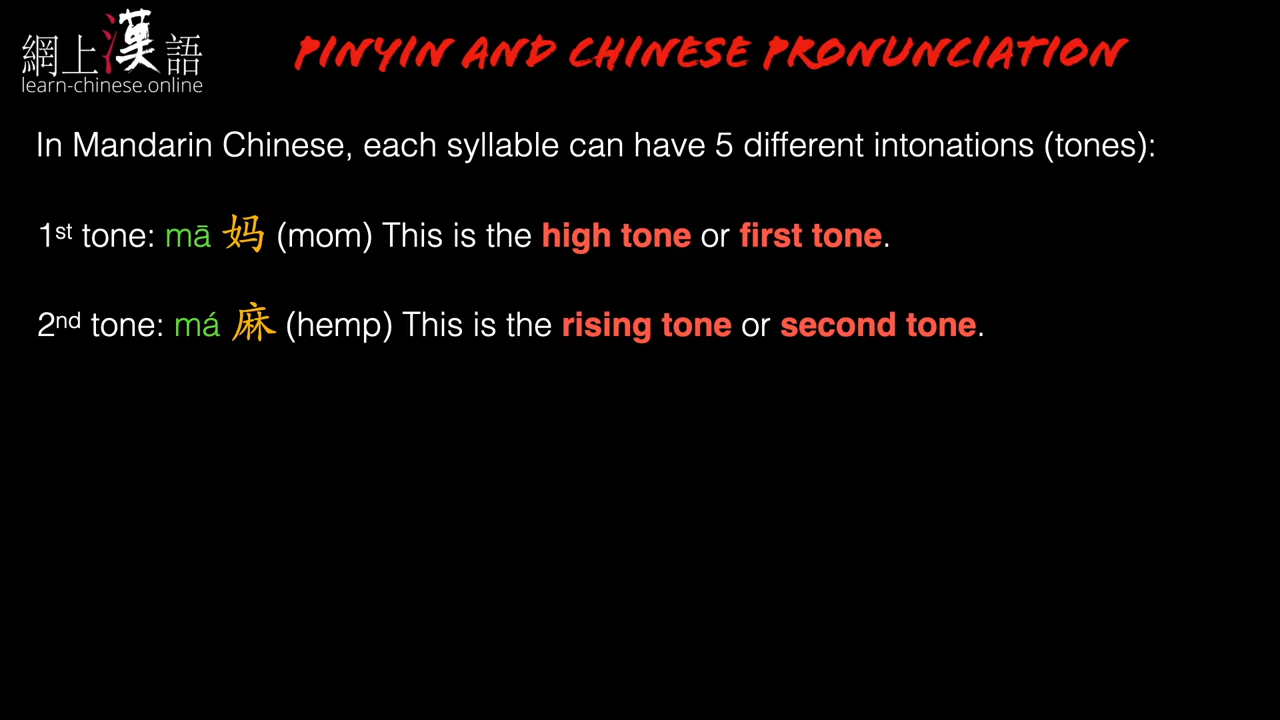 網上漢語
learn-chinese.online
PINYIN AND CHINESE PRONUNCIATION
In Mandarin Chinese, each syllable can have 5 different intonations (tones):
1st tone: mā 妈 (mom) This is the high tone or first tone.
2nd tone: má 麻 (hemp) This is the rising tone or second tone.